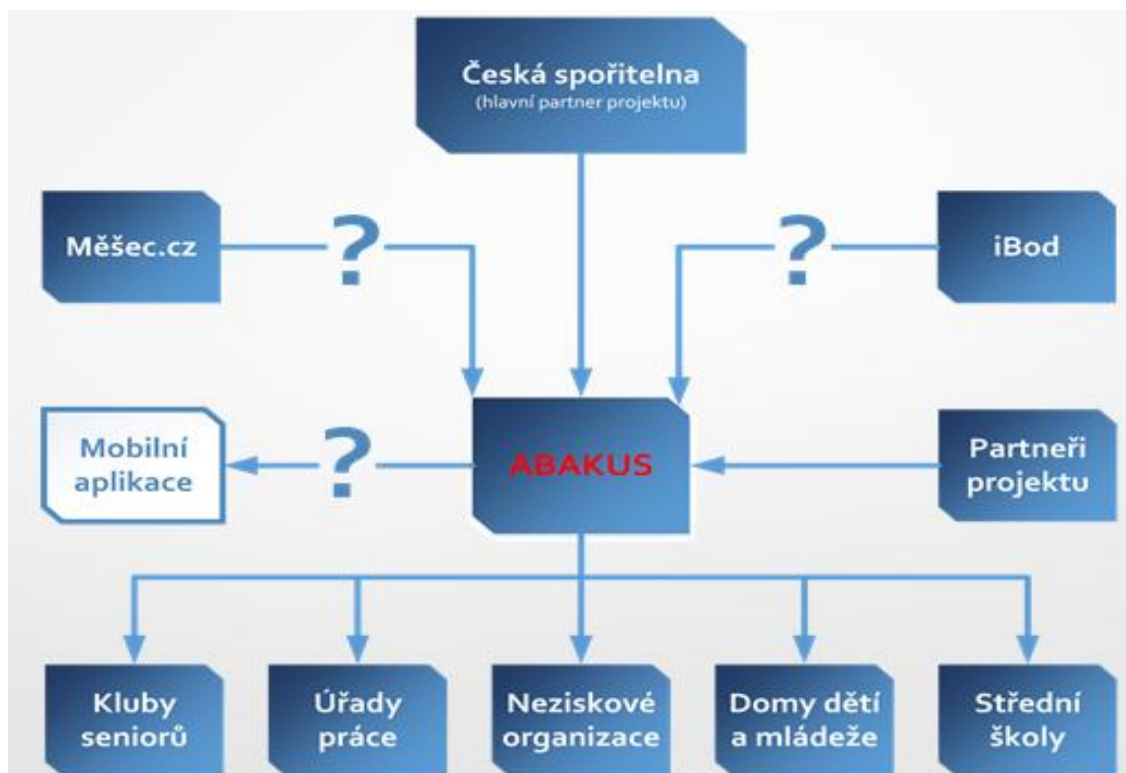 Česká spořitelna
(hlavní partner projektu)
Měšec.cz
?
?
iBod
Mobilní
aplikace
?
ABAKUS
Partneři
projektu
Kluby
seniorů
Úřady
práce
Neziskové
organizace
Domy dětí
a mládeže
Střední
školy